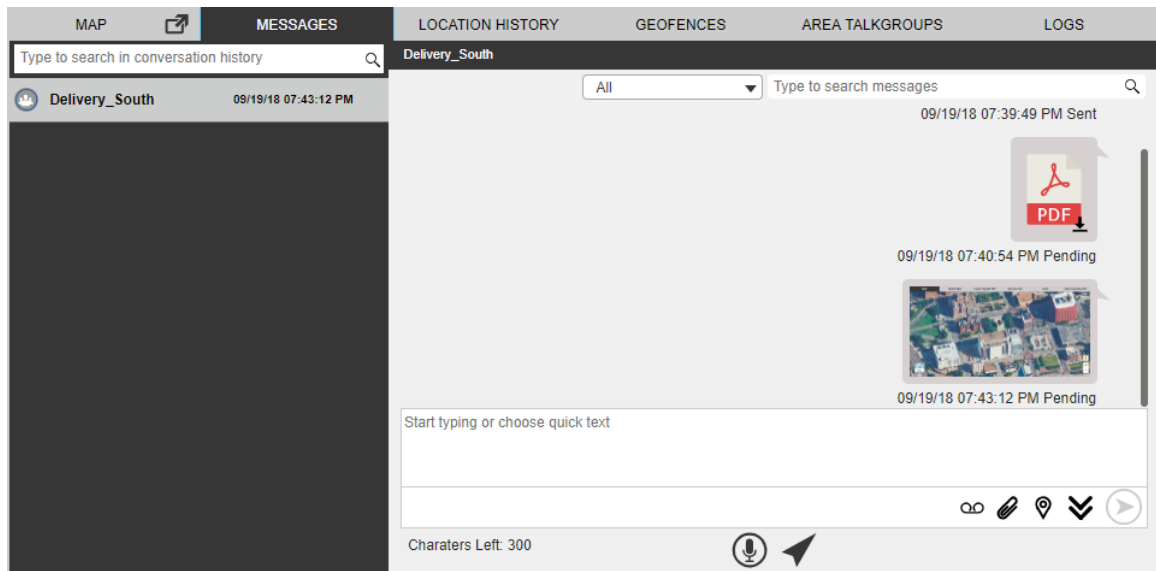 MAP MESSAGES LOCATION HISTORY GEOFENCES AREA TALKGROUPS LOGS
Type to search in conversation history
Delivery_South 09/19/18 07:43:12 PM
Delivery_South
All Type to search messages
09/19/18 07:39:49 PM Sent
PDF
09/19/18 07:40:54 PM Pending
09/19/18 07:43:12 PM Pending
Start typing or choose quick text
Charaters Left: 300